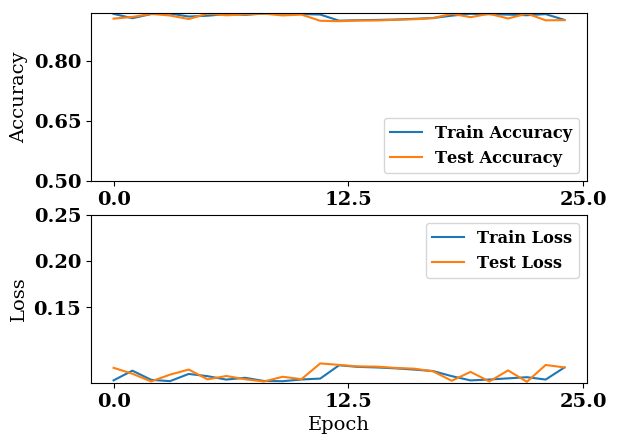 Accuracy
0.80
0.65
0.50
Train Accuracy
Test Accuracy
0.0 12.5 25.0
Loss
0.25
0.20
0.15
Train Loss
Test Loss
0.0 12.5 25.0
Epoch